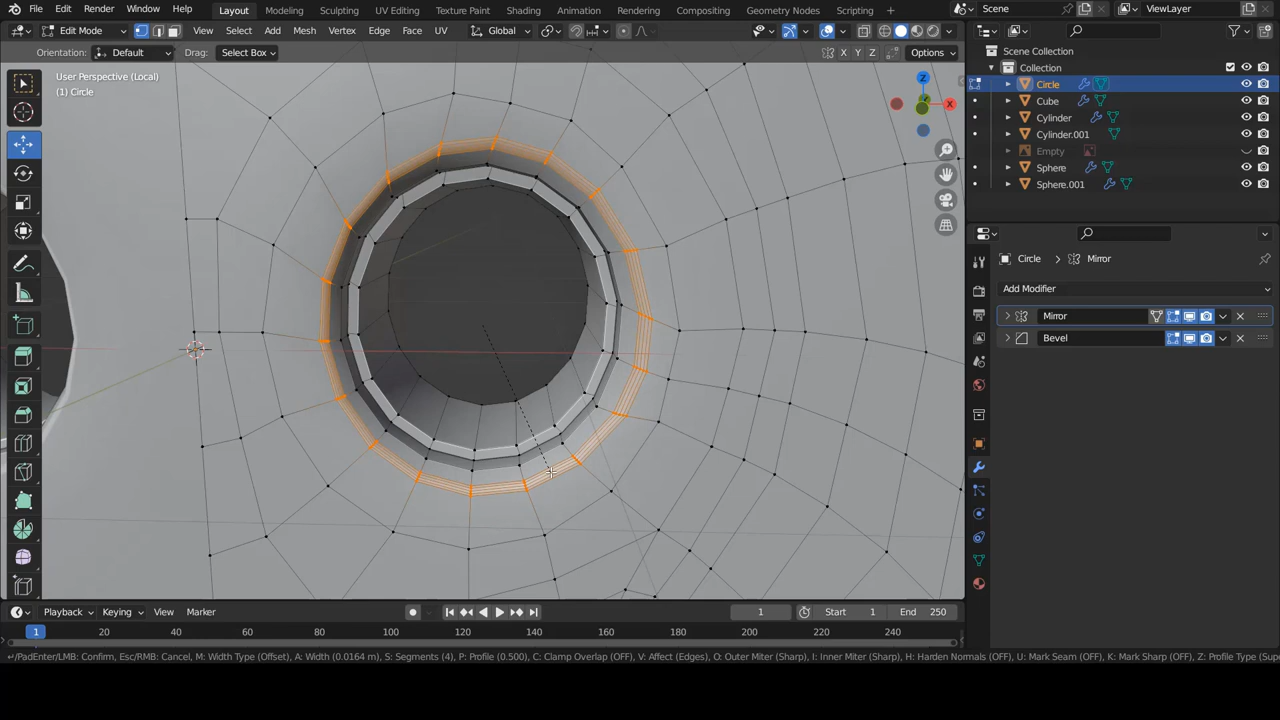 File Edit Render Window Help Layout Modeling Sculpting UV Editing Texture Paint Shading Animation Rendering Compositing Geometry Nodes Scripting Scene ViewLayer
Edit Mode View Select Add Mesh Vertex Edge Face UV Global
Orientation: Default Drag: Select Box X Y Z Options
User Perspective (Local)
(1) Circle
Z
X
Scene Collection
Collection
Circle
Cube
Cylinder
Cylinder.001
Empty
Sphere
Sphere.001
Circle > Mirror
Add Modifier
Mirror
Bevel
Playback Keying View Marker 1 Start 1 End 250
1 20 40 60 80 100 120 140 160 180 200 220 240
↵/PadEnter/LMB: Confirm, Esc/RMB: Cancel, M: Width Type (Offset), A: Width (0.0164 m), S: Segments (4), P: Profile (0.500), C: Clamp Overlap (OFF), V: Affect (Edges), O: Outer Miter (Sharp), I: Inner Miter (Sharp), H: Harden Normals (OFF), U: Mark Seam (OFF), K: Mark Sharp (OFF), Z: Profile Type (Sup